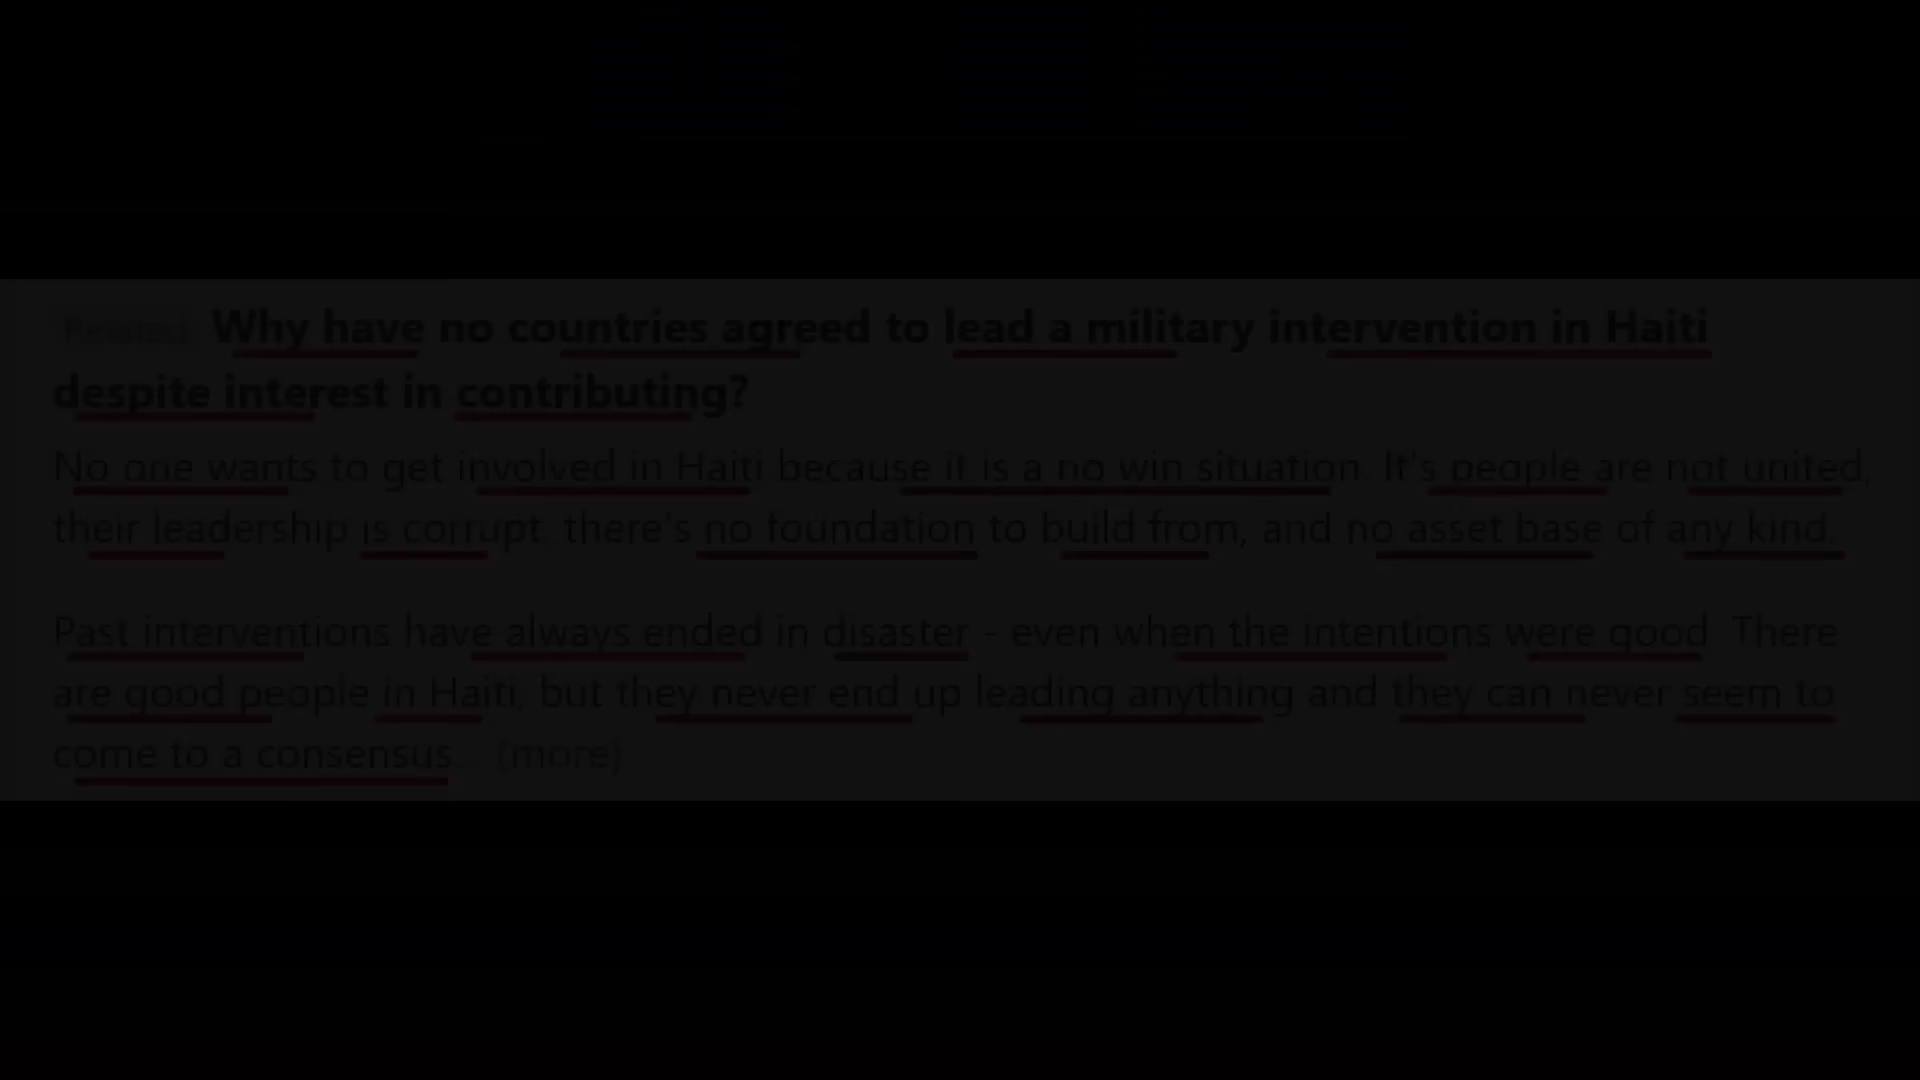 Related Why have no countries agreed to lead a military intervention in Haiti
despite interest in contributing?
No one wants to get involved in Haiti because it is a no win situation. It's people are not united,
their leadership is corrupt, there's no foundation to build from, and no asset base of any kind.
Past interventions have always ended in disaster - even when the intentions were good. There
are good people in Haiti, but they never end up leading anything and they can never seem to
come to a consensus... (more)